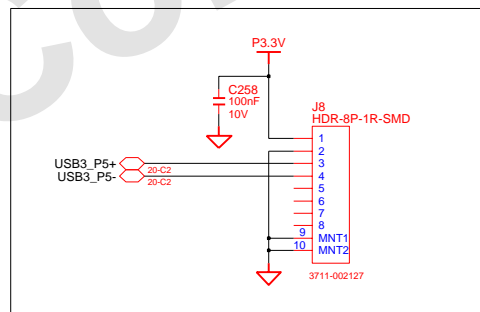 P3.3V
C258
100nF
10V
J8
HDR-8P-1R-SMD
1
2
USB3_P5+
20-C2
3
USB3_P5-
20-C2
4
5
6
7
8
9 MNT1
10 MNT2
3711-002127